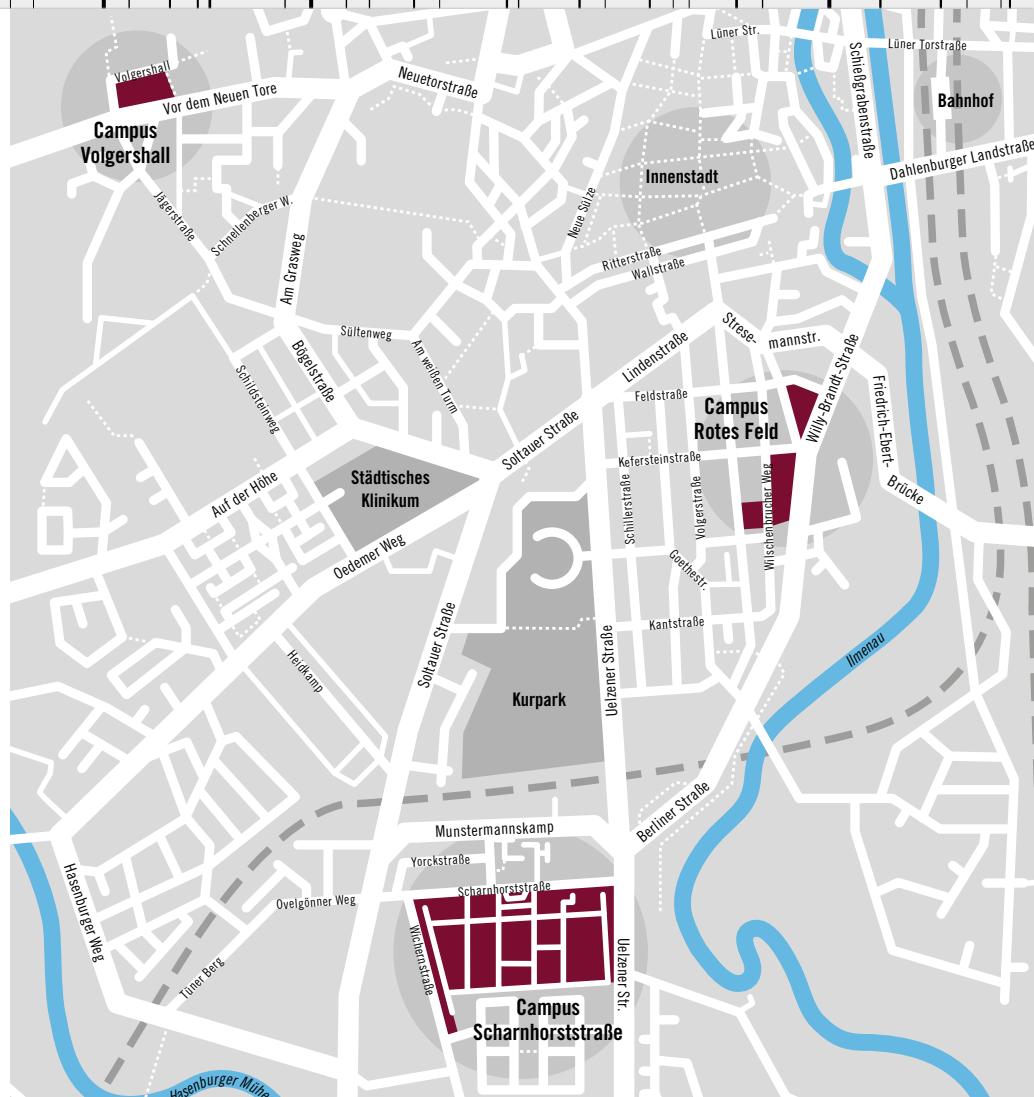 Lüner Str.
Lüner Torstraße
Schießgrabenstraße
Volgershall
Neuetorstraße
Vor dem Neuen Tore
Bahnhof
Campus
Volgershall
Dahlenburger Landstraße
Innenstadt
Jägerstraße
Schnellenberger W.
Neue Sülze
Am Grasweg
Ritterstraße
Wallstraße
Sültenweg
Strese-
mannstr.
Lindenstraße
Bögelstraße
Am weißen Turm
Schildsteinweg
Willy-Brandt-Straße
Friedrich-Ebert-
Brücke
Feldstraße
Campus
Rotes Feld
Soltauer Straße
Kefersteinstraße
Städtisches
Klinikum
Auf der Höhe
Schillerstraße
Volgerstraße
Wilschenbrucher Weg
Oedemer Weg
Goethestr.
Kantstraße
Soltauer Straße
Heidkamp
Uelzener Straße
Ilmenau
Kurpark
Berliner Straße
Munstermannskamp
Yorckstraße
Scharnhorststraße
Ovelgönner Weg
Hasenburger Weg
Wichernstraße
Uelzener Str.
Tüner Berg
Campus
Scharnhorststraße
Hasenburger Mühe